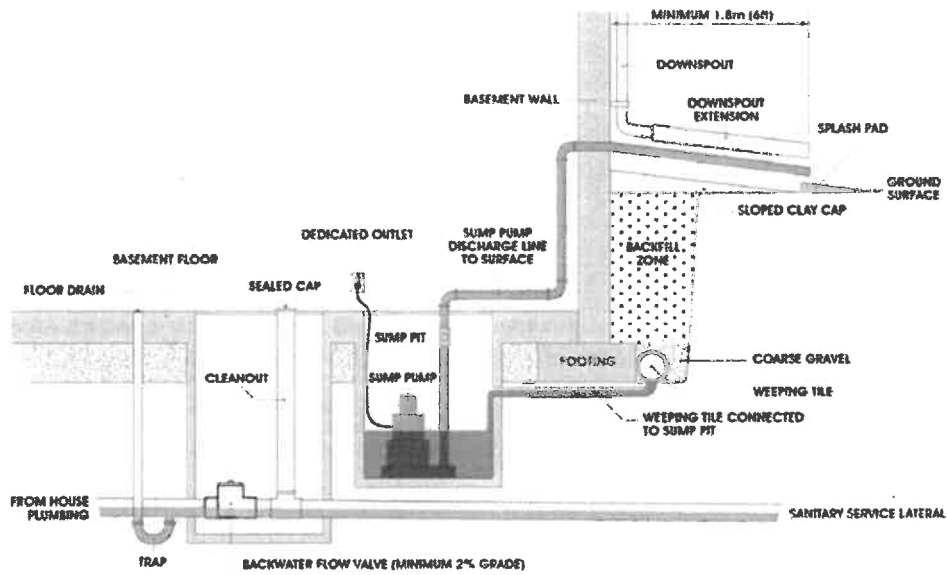 MINIMUM 1.8m (6ft)
DOWNSPOUT
BASEMENT WALL
DOWNSPOUT
EXTENSION
SPLASH PAD
GROUND
SURFACE
SLOPED CLAY CAP
DEDICATED OUTLET
SUMP PUMP
DISCHARGE LINE
TO SURFACE
BACKFILL
ZONE
BASEMENT FLOOR
FLOOR DRAIN
SEALED CAP
SUMP PIT
FOOTING
COARSE GRAVEL
CLEANOUT
SUMP PUMP
WEEPING TILE
WEEPING TILE CONNECTED
TO SUMP PIT
FROM HOUSE
PLUMBING
SANITARY SERVICE LATERAL
TRAP
BACKWATER FLOW VALVE (MINIMUM 2% GRADE)